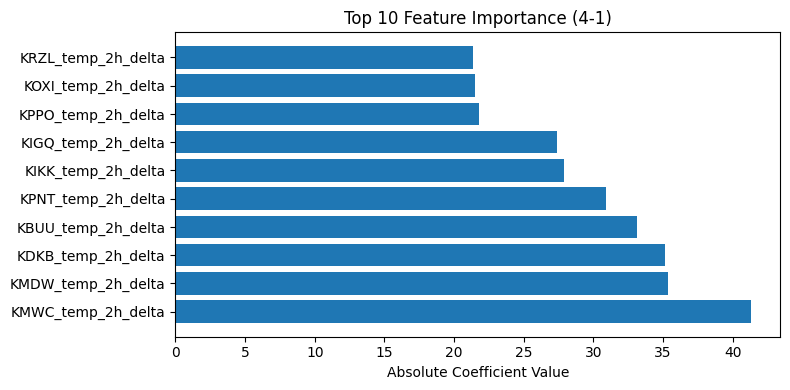 Top 10 Feature Importance (4-1)
KRZL_temp_2h_delta
KOXI_temp_2h_delta
KPPO_temp_2h_delta
KIGQ_temp_2h_delta
KIKK_temp_2h_delta
KPNT_temp_2h_delta
KBUU_temp_2h_delta
KDKB_temp_2h_delta
KMDW_temp_2h_delta
KMWC_temp_2h_delta
0 5 10 15 20 25 30 35 40
Absolute Coefficient Value